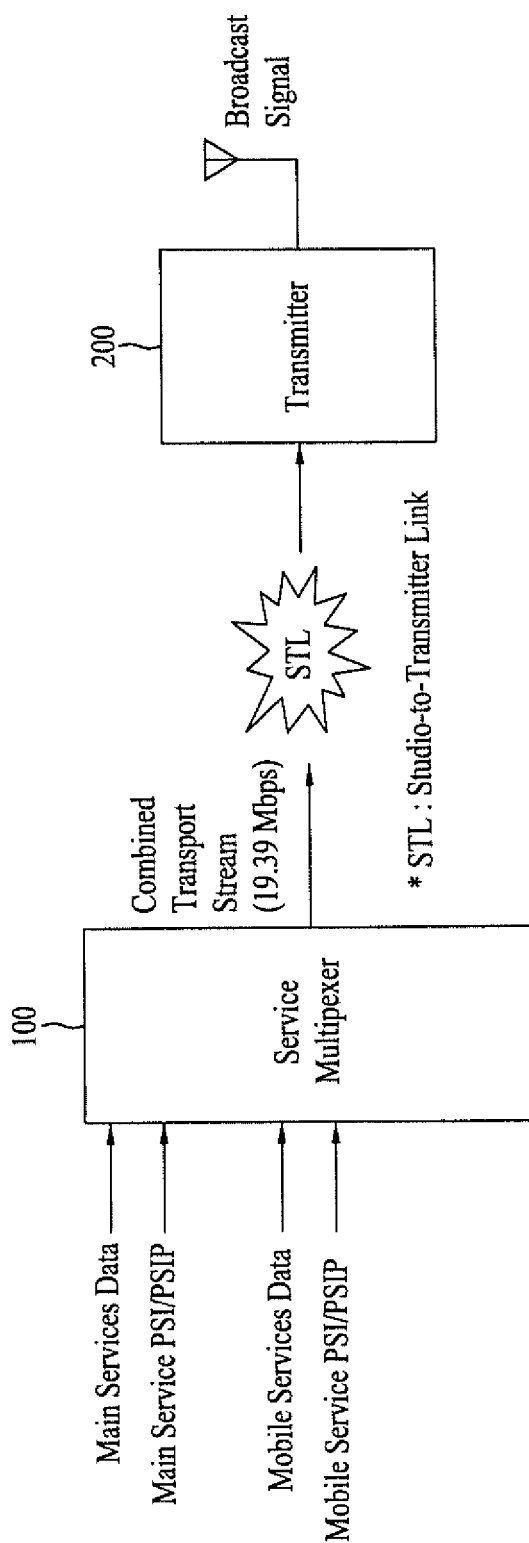 Main Services Data
Main Service PSI/PSIP
Mobile Services Data
Mobile Service PSI/PSIP
100
Service
Multipexer
Combined
Transport
Stream
(19.39 Mbps)
STL
* STL : Studio-to-Transmitter Link
200
Transmitter
Broadcast
Signal